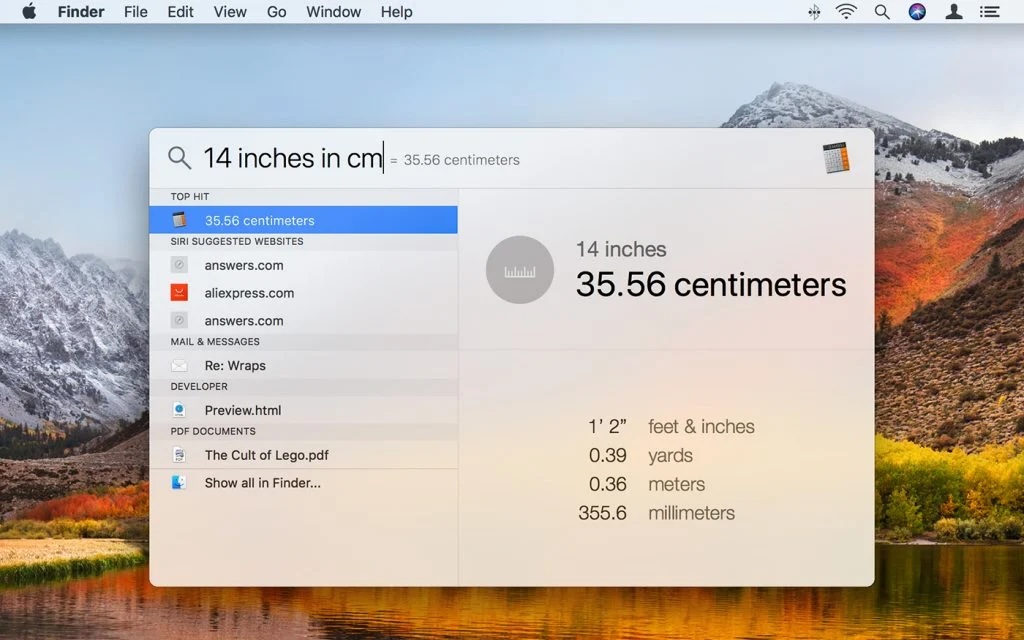 Finder File Edit View Go Window Help
14 inches in cm = 35.56 centimeters
TOP HIT
35.56 centimeters
SIRI SUGGESTED WEBSITES
answers.com
aliexpress.com
answers.com
MAIL & MESSAGES
Re: Wraps
DEVELOPER
Preview.html
PDF DOCUMENTS
The Cult of Lego.pdf
Show all in Finder...
14 inches
35.56 centimeters
1’ 2” feet & inches
0.39 yards
0.36 meters
355.6 millimeters